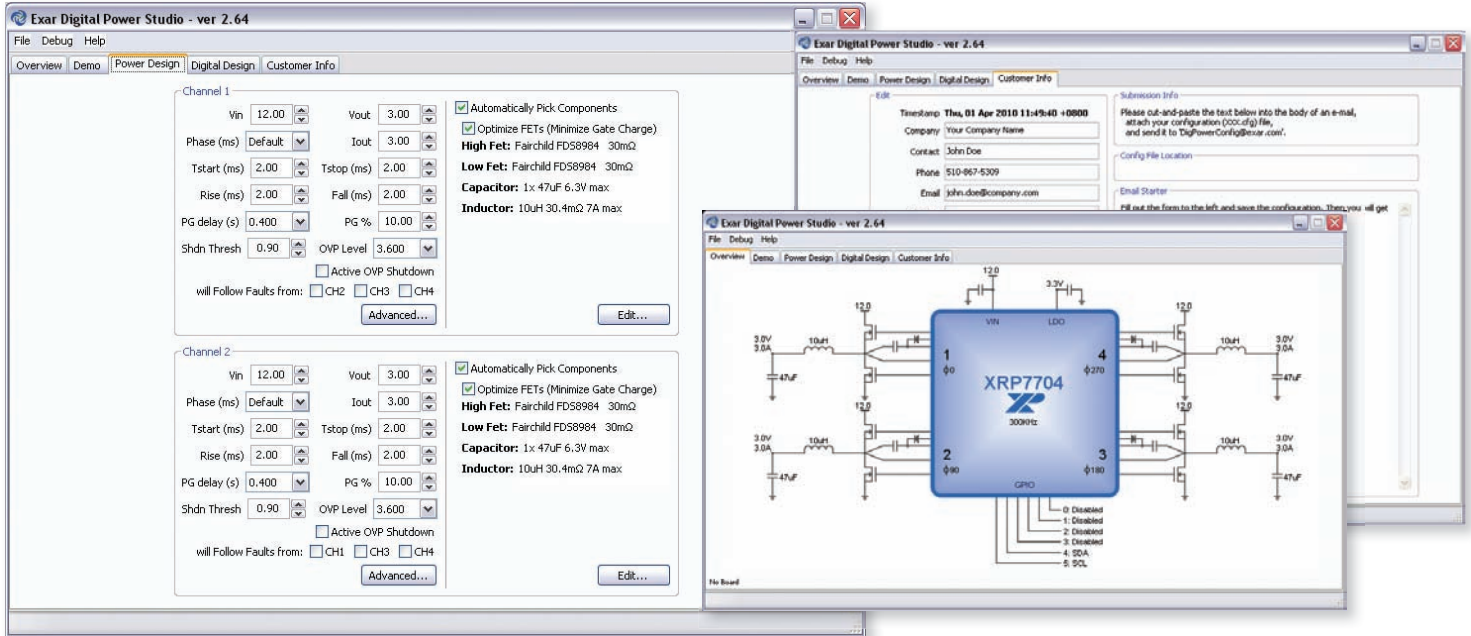 Exar Digital Power Studio - ver 2.64
File Debug Help
Overview Demo Power Design Digital Design Customer Info
Channel 1
Vin 12.00 Vout 3.00
Phase (ms) Default Iout 3.00
Tstart (ms) 2.00 Tstop (ms) 2.00
Rise (ms) 2.00 Fall (ms) 2.00
PG delay (s) 0.400 PG % 10.00
Shdn Thresh 0.90 OVP Level 3.600
Active OVP Shutdown
will Follow Faults from: CH2 CH3 CH4
Advanced...
Automatically Pick Components
Optimize FETs (Minimize Gate Charge)
High Fet: Fairchild FDS8984 30mΩ
Low Fet: Fairchild FDS8984 30mΩ
Capacitor: 1x 47uF 6.3V max
Inductor: 10uH 30.4mΩ 7A max
Edit...
Channel 2
Vin 12.00 Vout 3.00
Phase (ms) Default Iout 3.00
Tstart (ms) 2.00 Tstop (ms) 2.00
Rise (ms) 2.00 Fall (ms) 2.00
PG delay (s) 0.400 PG % 10.00
Shdn Thresh 0.90 OVP Level 3.600
Active OVP Shutdown
will Follow Faults from: CH1 CH3 CH4
Advanced...
Automatically Pick Components
Optimize FETs (Minimize Gate Charge)
High Fet: Fairchild FDS8984 30mΩ
Low Fet: Fairchild FDS8984 30mΩ
Capacitor: 1x 47uF 6.3V max
Inductor: 10uH 30.4mΩ 7A max
Edit...
Exar Digital Power Studio - ver 2.64
File Debug Help
Overview Demo Power Design Digital Design Customer Info
Edit
Timestamp Thu, 01 Apr 2010 11:49:40 +0800
Company Your Company Name
Contact John Doe
Phone 510-867-5309
Email john.doe@company.com
Submission Info
Please cut-and-paste the text below into the body of an e-mail,
attach your configuration (XXX.cfg) file,
and send it to 'DigPowerConfig@exar.com'.
Config File Location
Email Starter
Fill out the form to the left and save the configuration. Then you will get
Exar Digital Power Studio - ver 2.64
File Debug Help
Overview Demo Power Design Digital Design Customer Info
12.0
3.3V
VIN LDO
12.0
12.0
3.0V
3.0A
10uH
47uF
1
ϕ0
4
ϕ270
10uH
3.0V
3.0A
47uF
XRP7704
XP
300KHz
12.0
12.0
3.0V
3.0A
10uH
47uF
2
ϕ90
3
ϕ180
10uH
3.0V
3.0A
47uF
GPIO
0: Disabled
1: Disabled
2: Disabled
3: Disabled
4: SDA
5: SCL
No Board